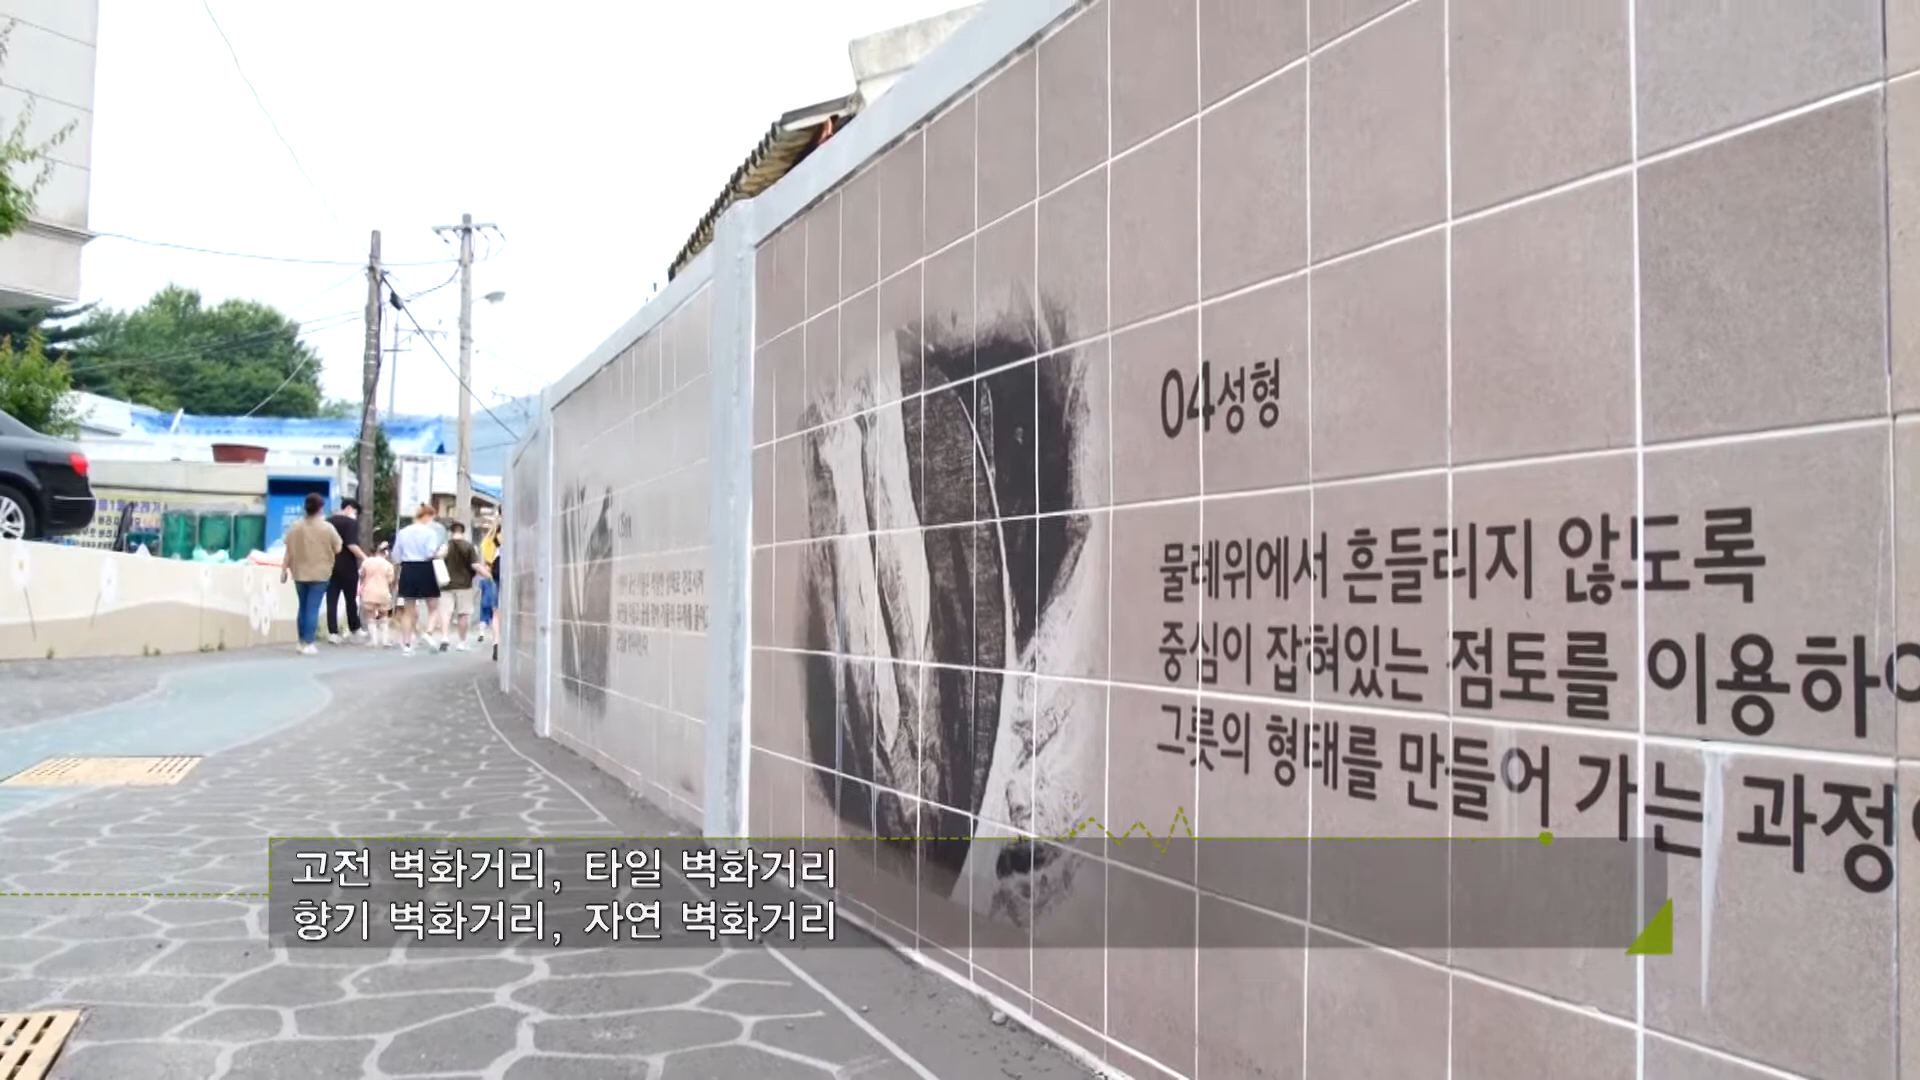 04성형
물레위에서 흔들리지 않도록
중심이 잡혀있는 점토를 이용하여
그릇의 형태를 만들어 가는 과정
고전 벽화거리, 타일 벽화거리
향기 벽화거리, 자연 벽화거리